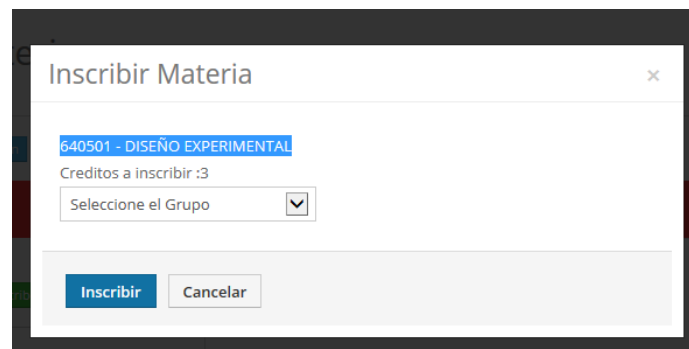 Inscribir Materia
×
640501 - DISEÑO EXPERIMENTAL
Creditos a inscribir :3
Seleccione el Grupo
Inscribir
Cancelar